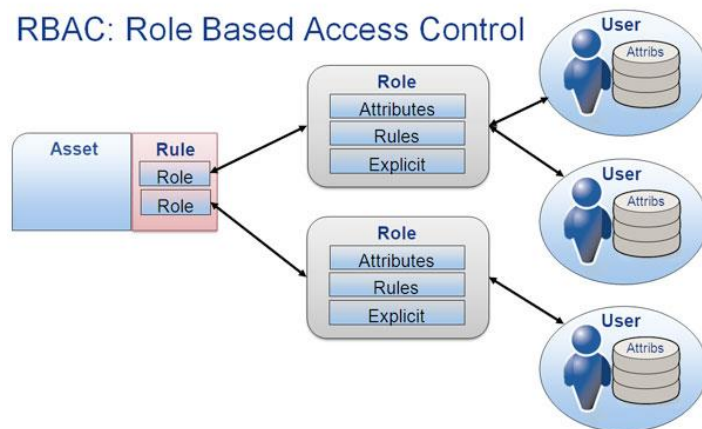 RBAC: Role Based Access Control
Asset
Rule
Role
Role
Role
Attributes
Rules
Explicit
Role
Attributes
Rules
Explicit
User
Attribs
User
Attribs
User
Attribs